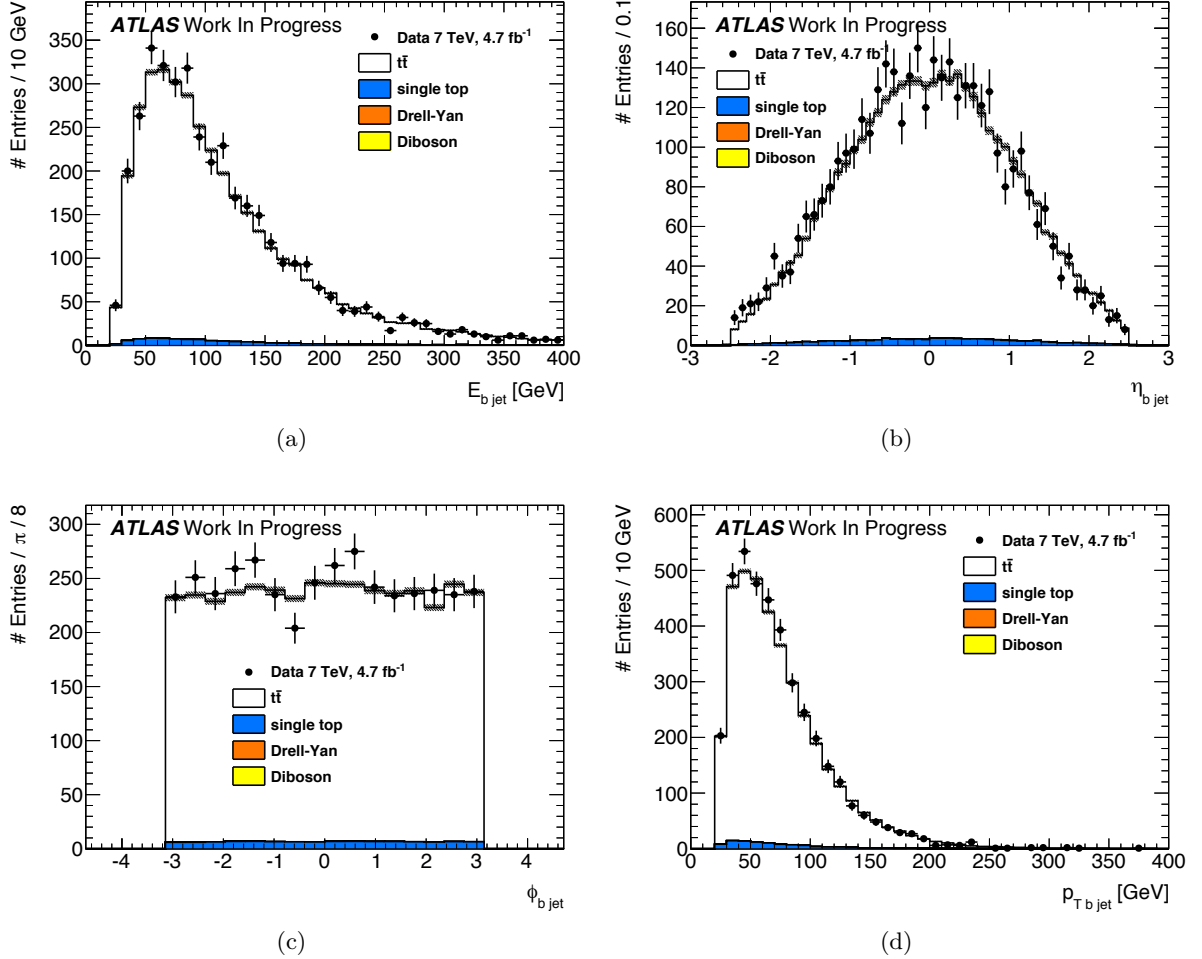 ATLAS Work In Progress
# Entries / 10 GeV
350
300
250
200
150
100
50
0
Data 7 TeV, 4.7 fb⁻¹
tt̄
single top
Drell-Yan
Diboson
0 50 100 150 200 250 300 350 400
E_b jet [GeV]
(a)
ATLAS Work In Progress
# Entries / 0.1
160
140
120
100
80
60
40
20
0
Data 7 TeV, 4.7 fb⁻¹
tt̄
single top
Drell-Yan
Diboson
-3 -2 -1 0 1 2 3
η_b jet
(b)
ATLAS Work In Progress
# Entries / π / 8
300
250
200
150
100
50
0
Data 7 TeV, 4.7 fb⁻¹
tt̄
single top
Drell-Yan
Diboson
-4 -3 -2 -1 0 1 2 3 4
ϕ_b jet
(c)
ATLAS Work In Progress
# Entries / 10 GeV
600
500
400
300
200
100
0
Data 7 TeV, 4.7 fb⁻¹
tt̄
single top
Drell-Yan
Diboson
0 50 100 150 200 250 300 350 400
p_T b jet [GeV]
(d)